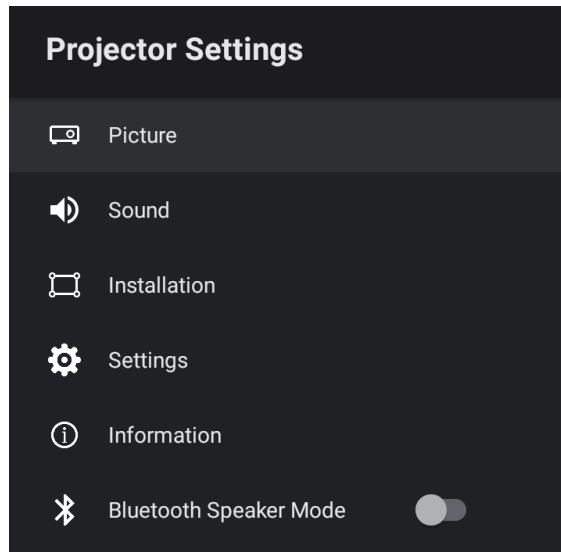 Projector Settings
Picture
Sound
Installation
Settings
Information
Bluetooth Speaker Mode